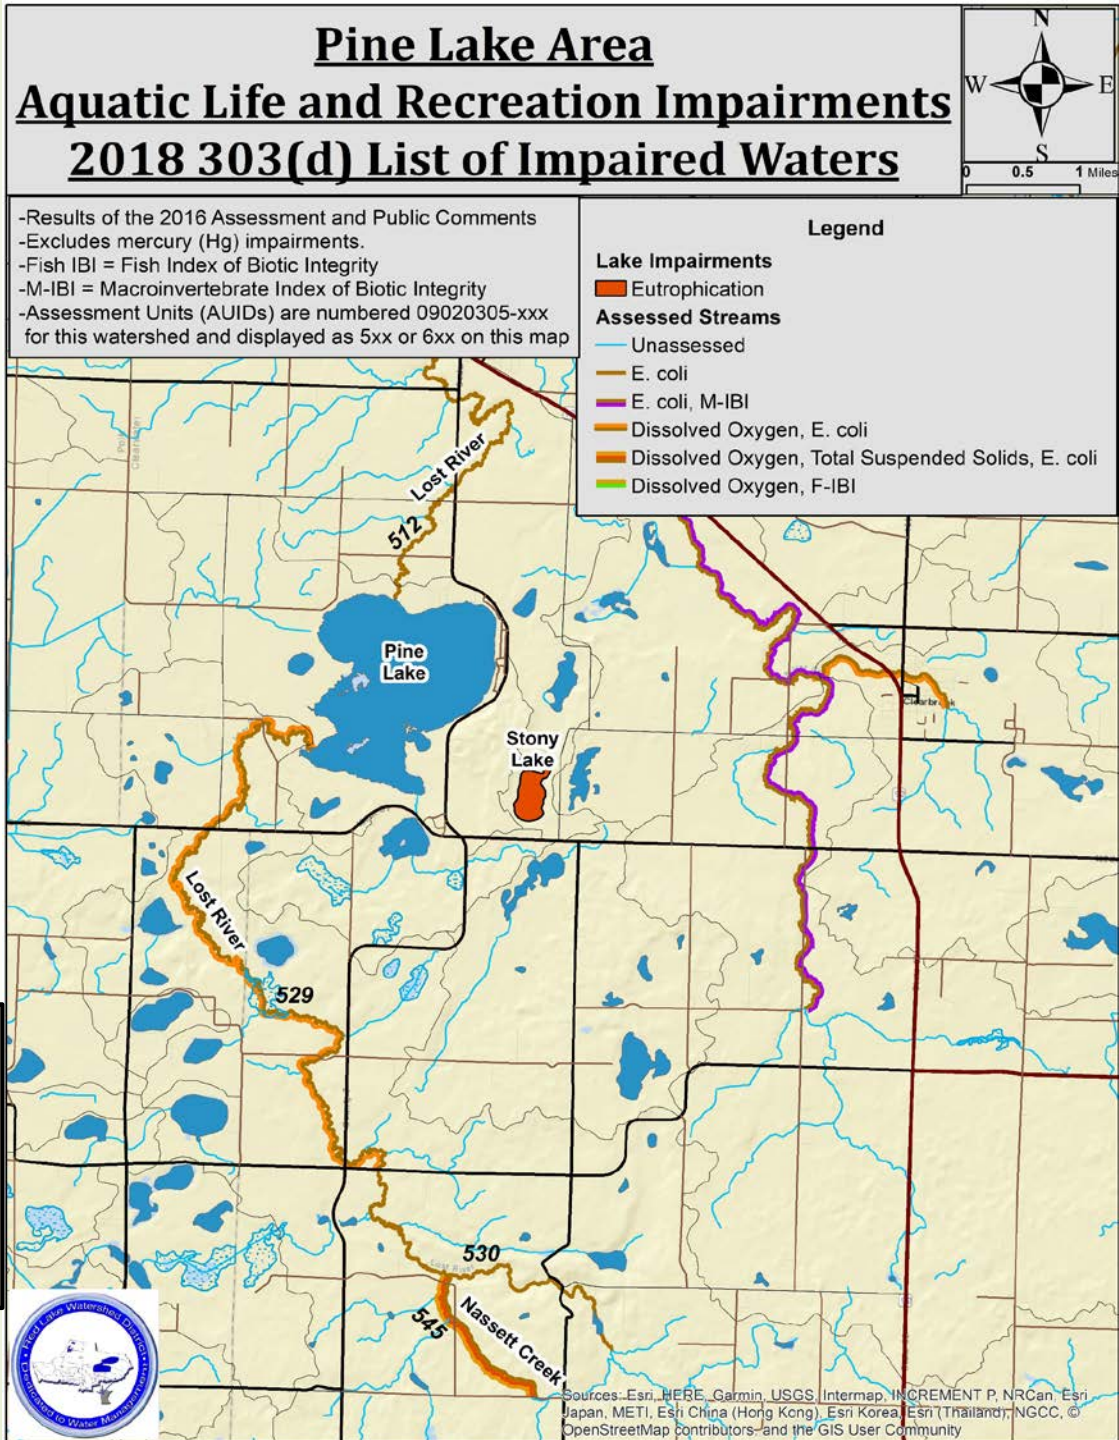 Pine Lake Area
Aquatic Life and Recreation Impairments
2018 303(d) List of Impaired Waters
N
W E
S
0 0.5 1 Miles
-Results of the 2016 Assessment and Public Comments
-Excludes mercury (Hg) impairments.
-Fish IBI = Fish Index of Biotic Integrity
-M-IBI = Macroinvertebrate Index of Biotic Integrity
-Assessment Units (AUIDs) are numbered 09020305-xxx
for this watershed and displayed as 5xx or 6xx on this map
Legend
Lake Impairments
Eutrophication
Assessed Streams
Unassessed
E. coli
E. coli, M-IBI
Dissolved Oxygen, E. coli
Dissolved Oxygen, Total Suspended Solids, E. coli
Dissolved Oxygen, F-IBI
Clearwater
Lost River
512
Pine
Lake
Clearbrook
Stony
Lake
Lost River
529
530
Lost River
545
Nassett Creek
Red Lake Watershed District
Dedicated to Water Management
Sources: Esri, HERE, Garmin, USGS, Intermap, INCREMENT P, NRCan, Esri
Japan, METI, Esri China (Hong Kong), Esri Korea, Esri (Thailand), NGCC, ©
OpenStreetMap contributors, and the GIS User Community